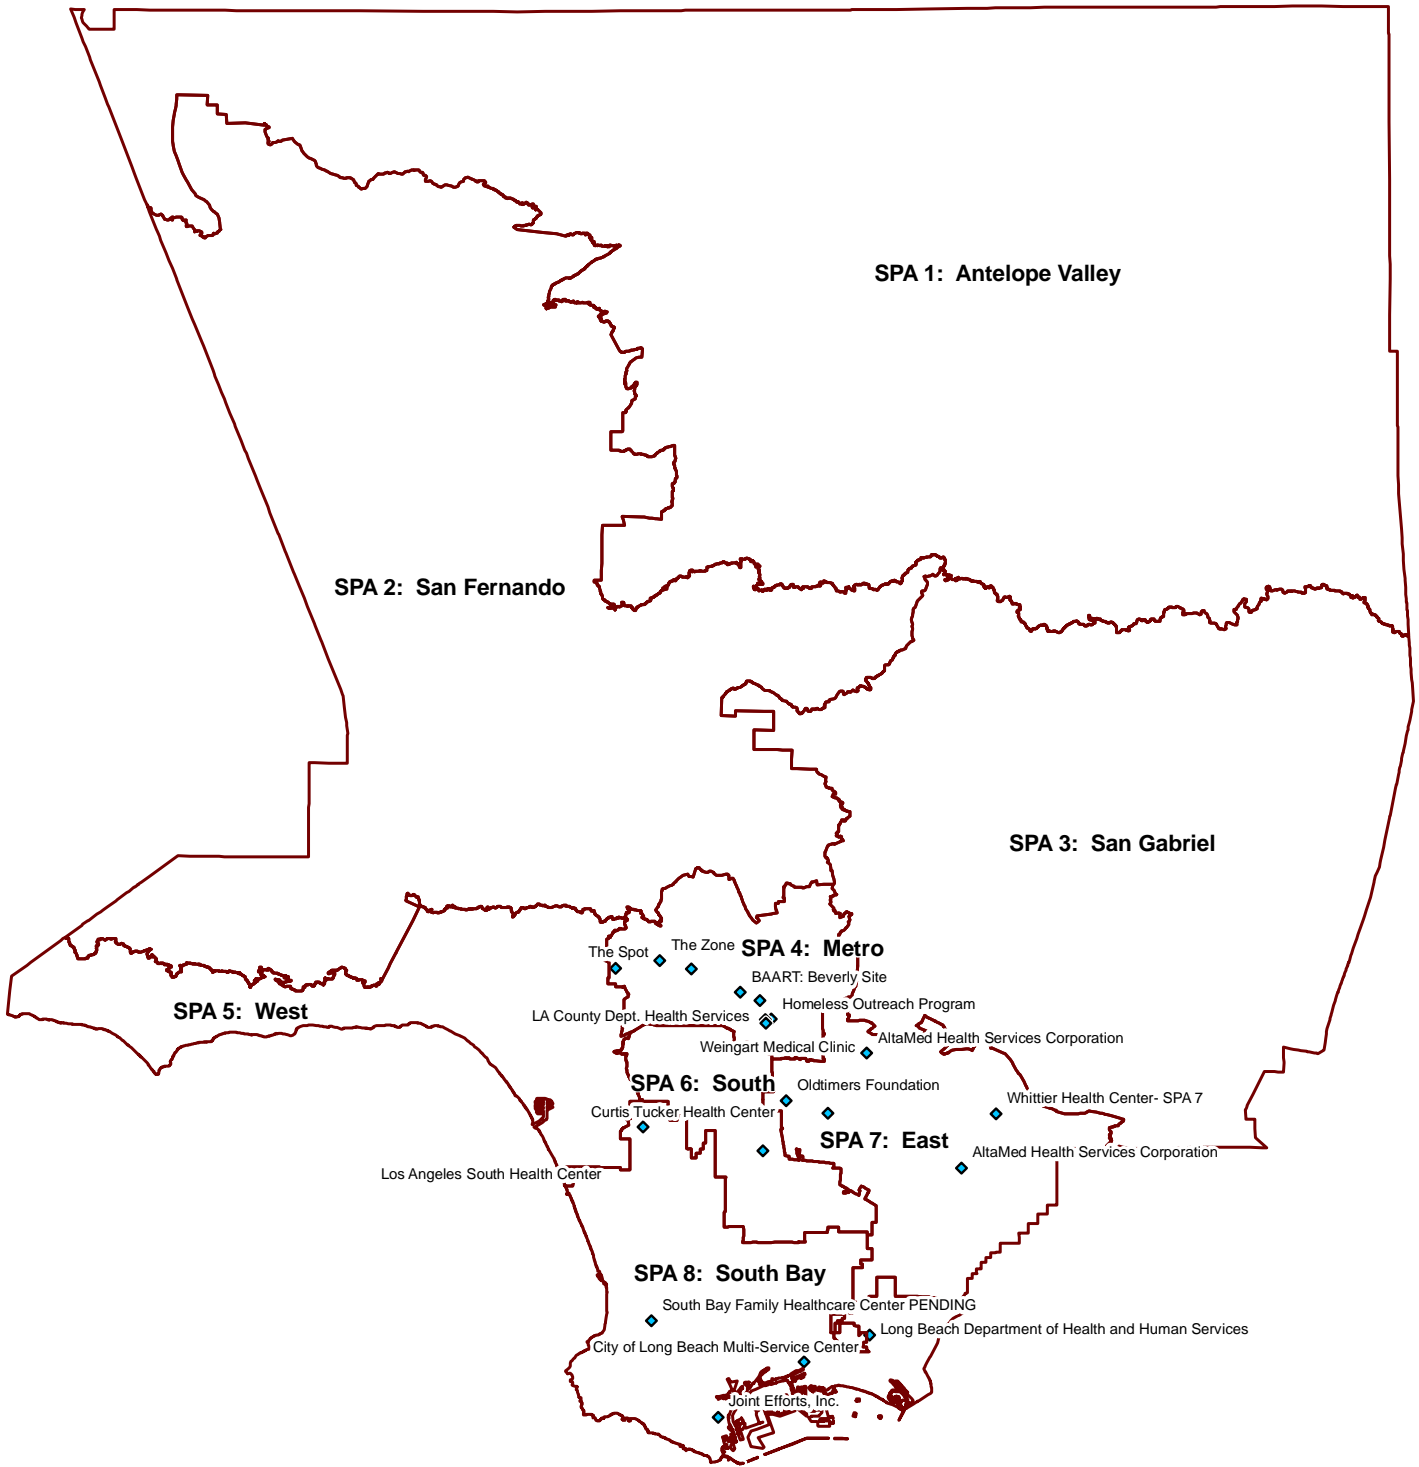 SPA 1:  Antelope Valley
SPA 2:  San Fernando
SPA 3:  San Gabriel
The Spot
The Zone
SPA 4:  Metro
BAART: Beverly Site
Homeless Outreach Program
SPA 5:  West
LA County Dept. Health Services
AltaMed Health Services Corporation
Weingart Medical Clinic
SPA 6:  South
Oldtimers Foundation
Whittier Health Center- SPA 7
Curtis Tucker Health Center
SPA 7:  East
AltaMed Health Services Corporation
Los Angeles South Health Center
SPA 8:  South Bay
South Bay Family Healthcare Center PENDING
Long Beach Department of Health and Human Services
City of Long Beach Multi-Service Center
Joint Efforts, Inc.